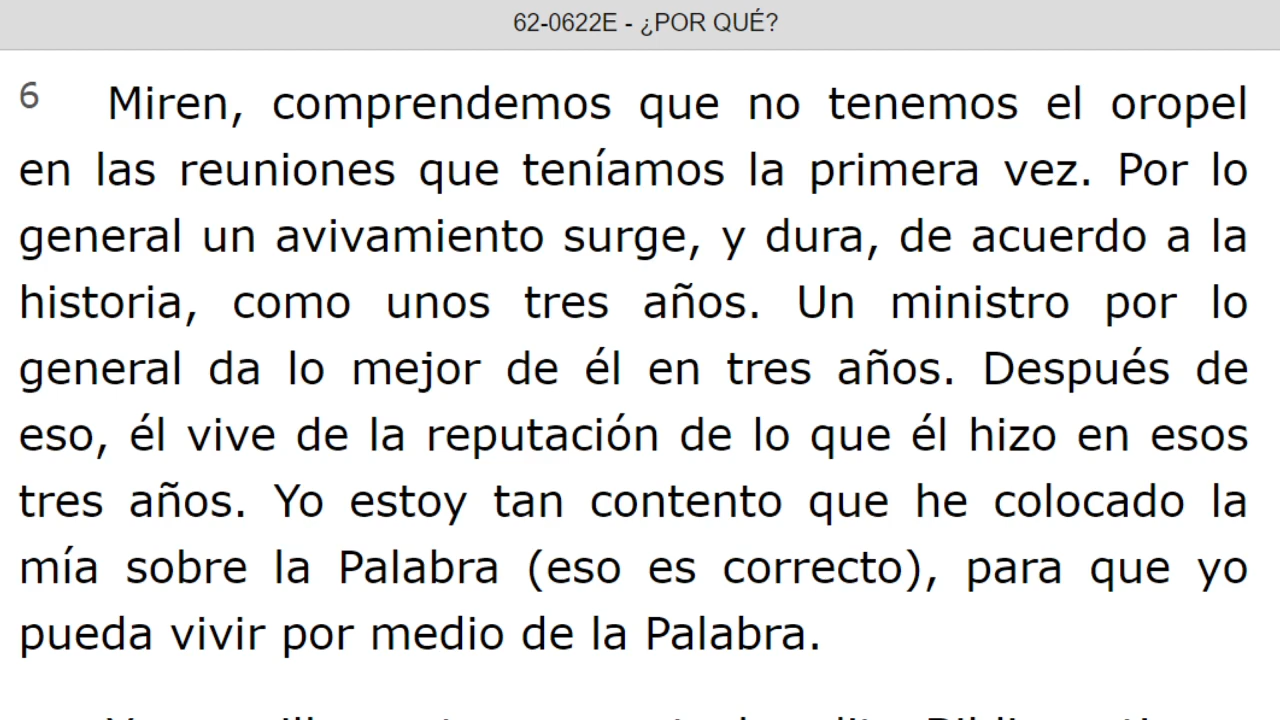 62-0622E - ¿POR QUÉ?
6 Miren, comprendemos que no tenemos el oropel
en las reuniones que teníamos la primera vez. Por lo
general un avivamiento surge, y dura, de acuerdo a la
historia, como unos tres años. Un ministro por lo
general da lo mejor de él en tres años. Después de
eso, él vive de la reputación de lo que él hizo en esos
tres años. Yo estoy tan contento que he colocado la
mía sobre la Palabra (eso es correcto), para que yo
pueda vivir por medio de la Palabra.